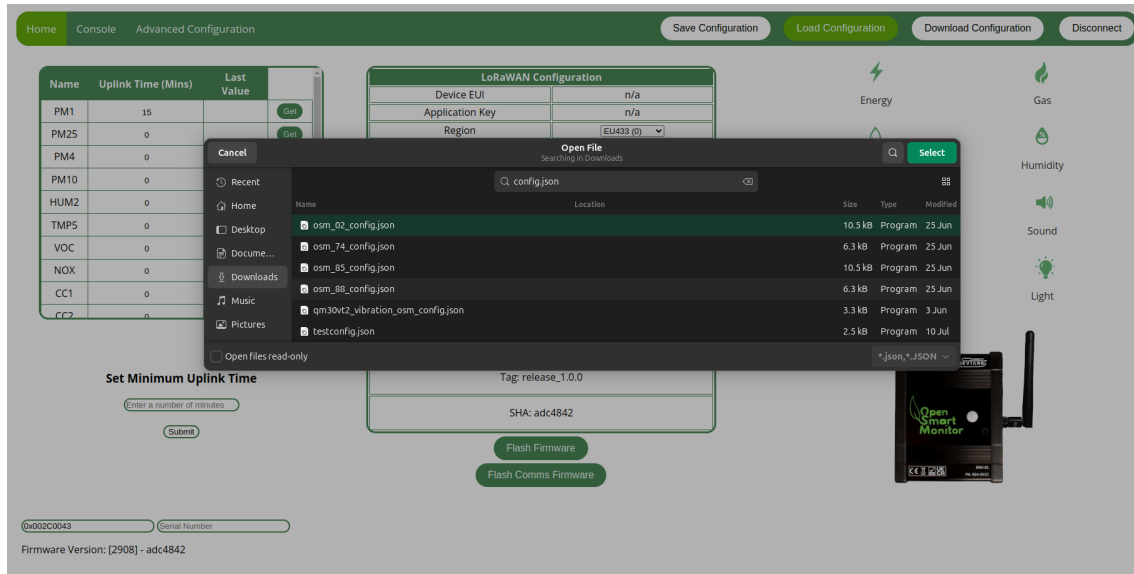 Home Console Advanced Configuration Save Configuration Load Configuration Download Configuration Disconnect
Name Uplink Time (Mins) Last Value
PM1 15 Get
PM25 0 Get
PM4 0
PM10 0
HUM2 0
TMP5 0
VOC 0
NOX 0
CC1 0
CC2 0
Set Minimum Uplink Time
Enter a number of minutes
Submit
0x002C0043 Serial Number
Firmware Version: [2908] - adc4842
LoRaWAN Configuration
Device EUI n/a
Application Key n/a
Region EU433 (0)
Cancel Open File Select
Searching in Downloads
Recent
Home
Desktop
Docume...
Downloads
Music
Pictures
config.json
Name Location Size Type Modified
osm_02_config.json 10.5 kB Program 25 Jun
osm_74_config.json 6.3 kB Program 25 Jun
osm_85_config.json 10.5 kB Program 25 Jun
osm_88_config.json 6.3 kB Program 25 Jun
qm30vt2_vibration_osm_config.json 3.3 kB Program 3 Jun
testconfig.json 2.5 kB Program 10 Jul
Open files read-only *.json,*.JSON
Tag: release_1.0.0
SHA: adc4842
Flash Firmware
Flash Comms Firmware
Energy Gas
Humidity
Sound
Light
Open
Smart
Monitor